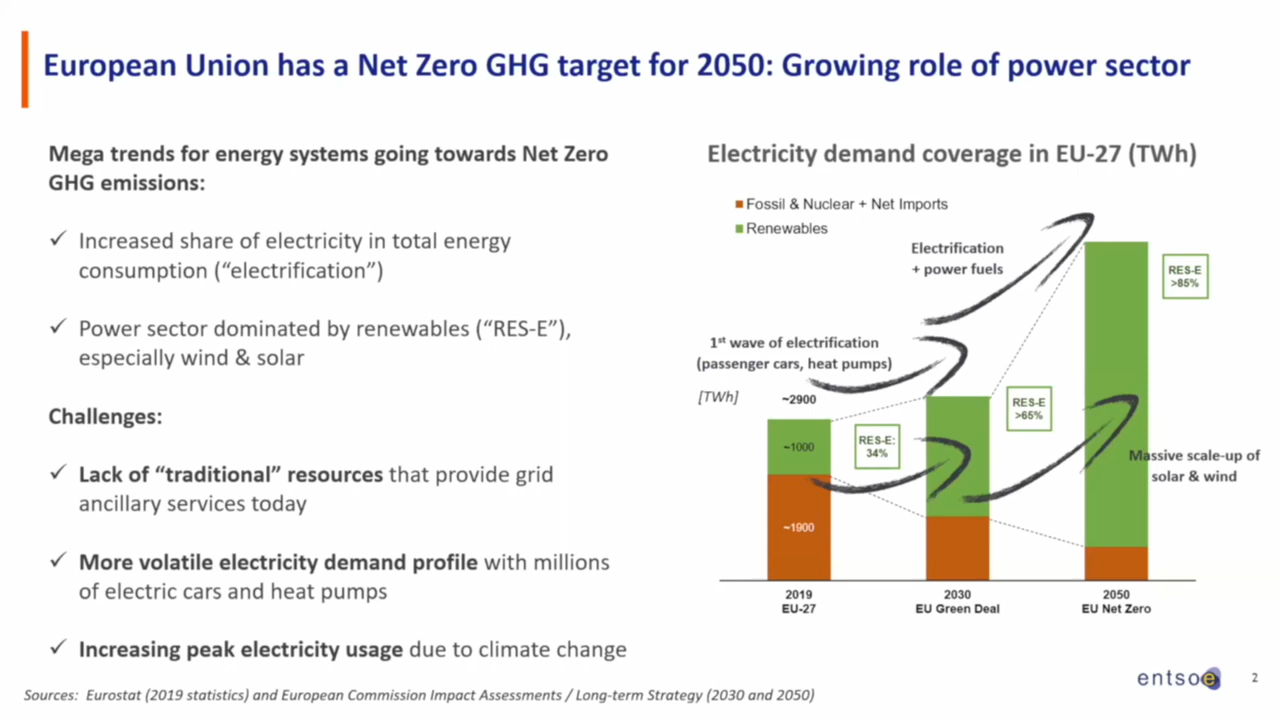 European Union has a Net Zero GHG target for 2050: Growing role of power sector
Mega trends for energy systems going towards Net Zero
GHG emissions:
✓ Increased share of electricity in total energy
consumption (“electrification”)
✓ Power sector dominated by renewables (“RES-E”),
especially wind & solar
Challenges:
✓ Lack of “traditional” resources that provide grid
ancillary services today
✓ More volatile electricity demand profile with millions
of electric cars and heat pumps
✓ Increasing peak electricity usage due to climate change
Electricity demand coverage in EU-27 (TWh)
Fossil & Nuclear + Net Imports
Renewables
Electrification
+ power fuels
RES-E
>85%
1st wave of electrification
(passenger cars, heat pumps)
[TWh]
~2900
RES-E
>65%
~1000
RES-E:
34%
Massive scale-up of
solar & wind
~1900
2019
EU-27
2030
EU Green Deal
2050
EU Net Zero
Sources: Eurostat (2019 statistics) and European Commission Impact Assessments / Long-term Strategy (2030 and 2050)
entsoe
2